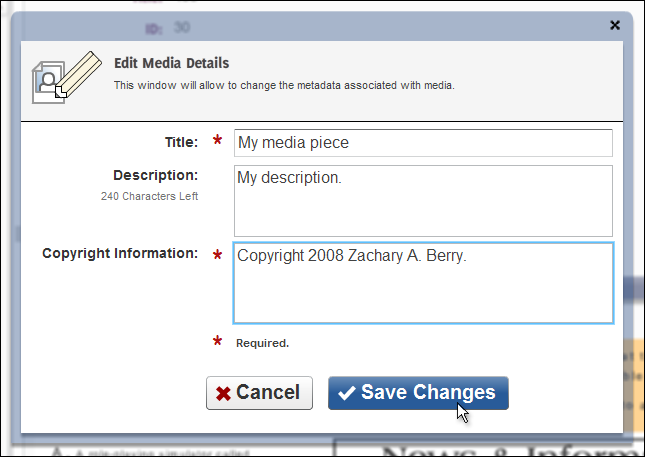 ID: 30
Edit Media Details
This window will allow to change the metadata associated with media.
Title: * My media piece
Description: My description.
240 Characters Left
Copyright Information: * Copyright 2008 Zachary A. Berry.
* Required.
Cancel Save Changes
A role-playing simulator called
News & Inform